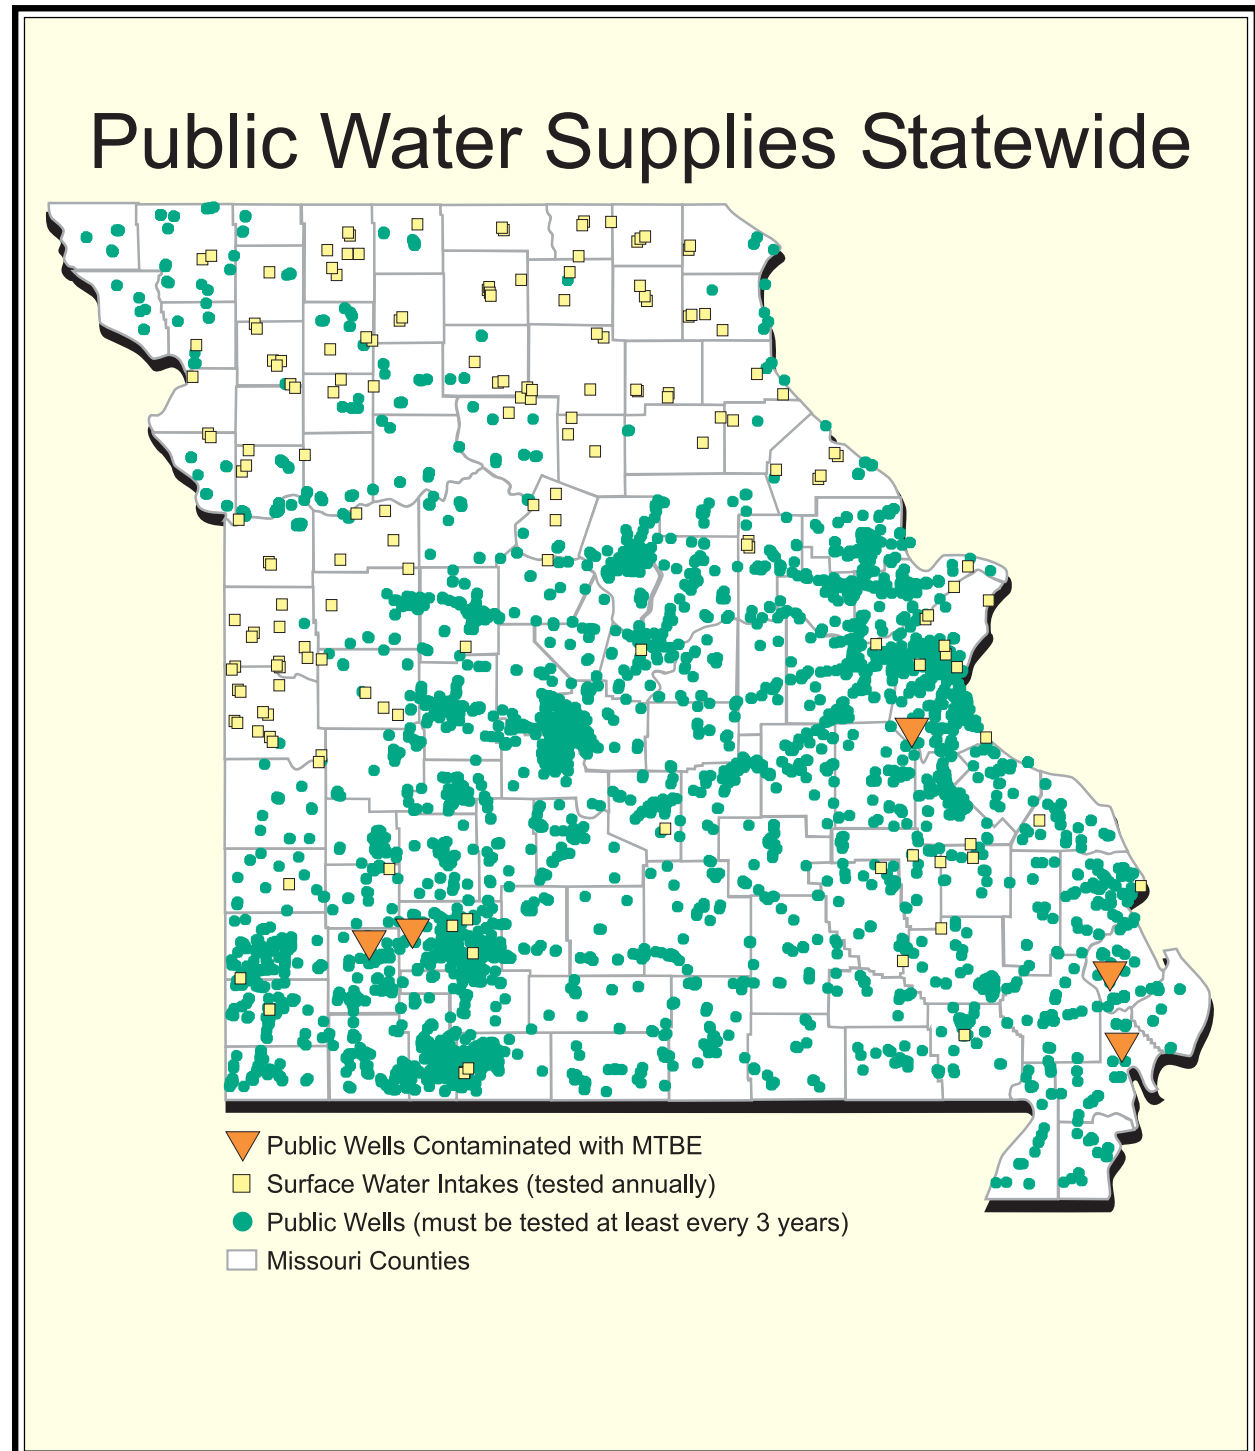 Public Water Supplies Statewide
Public Wells Contaminated with MTBE
Surface Water Intakes (tested annually)
Public Wells (must be tested at least every 3 years)
Missouri Counties